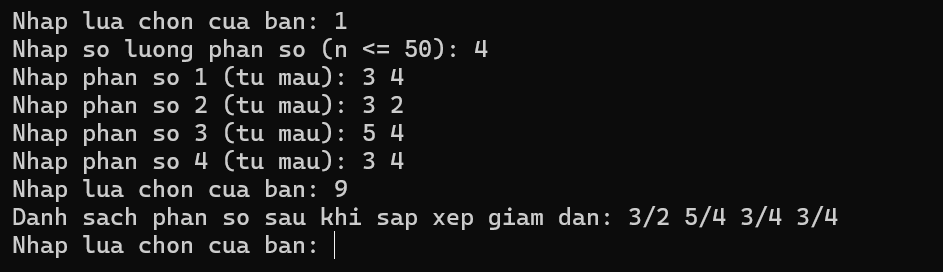 Nhap lua chon cua ban: 1
Nhap so luong phan so (n <= 50): 4
Nhap phan so 1 (tu mau): 3 4
Nhap phan so 2 (tu mau): 3 2
Nhap phan so 3 (tu mau): 5 4
Nhap phan so 4 (tu mau): 3 4
Nhap lua chon cua ban: 9
Danh sach phan so sau khi sap xep giam dan: 3/2 5/4 3/4 3/4
Nhap lua chon cua ban: